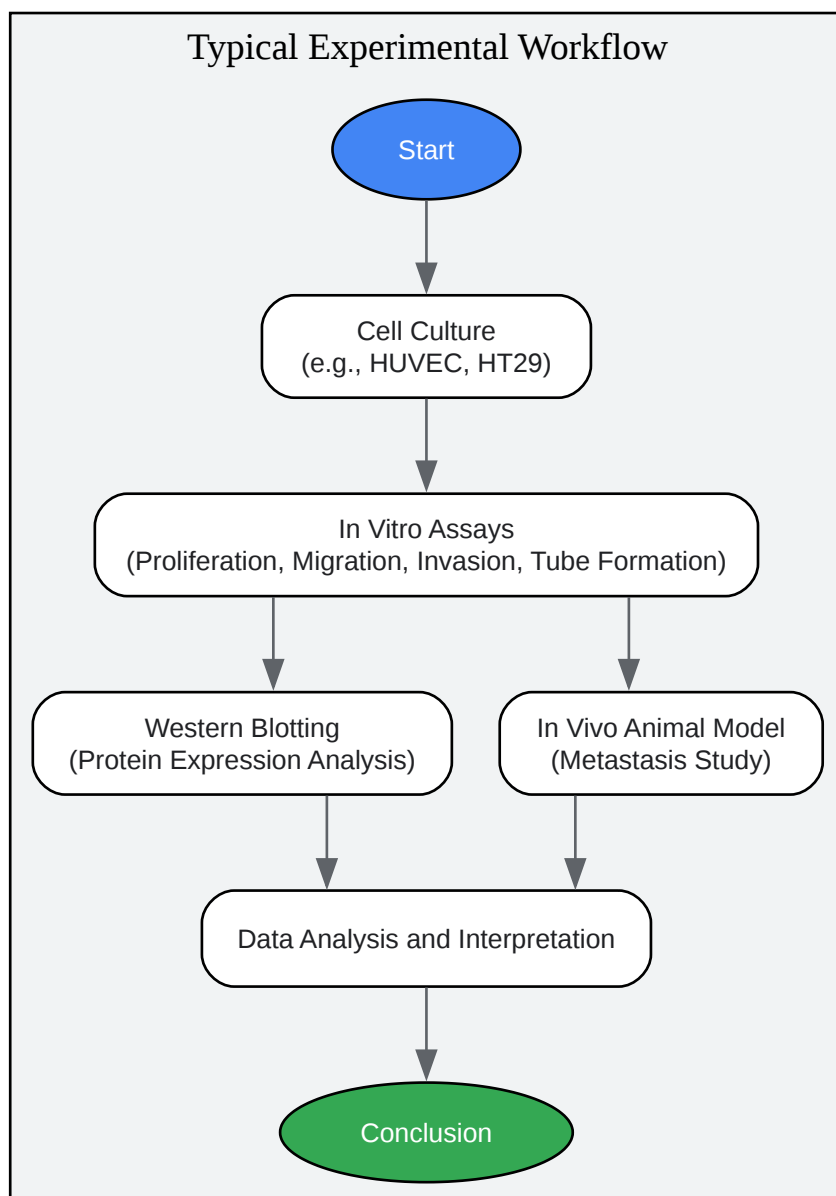 Typical Experimental Workflow
Start
Cell Culture
(e.g., HUVEC, HT29)
In Vitro Assays
(Proliferation, Migration, Invasion, Tube Formation)
Western Blotting
(Protein Expression Analysis)
In Vivo Animal Model
(Metastasis Study)
Data Analysis and Interpretation
Conclusion